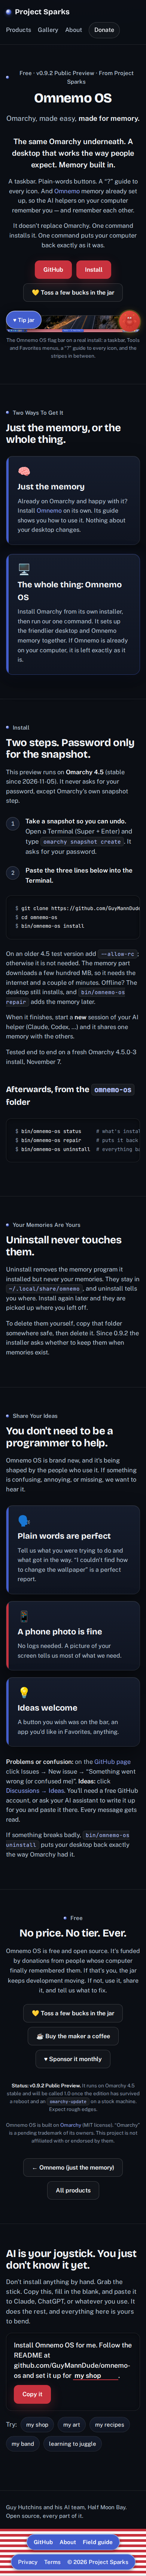 Project Sparks
Products Gallery About Donate
Free · v0.9.2 Public Preview · From Project
Sparks
Omnemo OS
Omarchy, made easy, made for memory.
The same Omarchy underneath. A
desktop that works the way people
expect. Memory built in.
A taskbar. Plain-words buttons. A "?" guide to
every icon. And Omnemo memory already set
up, so the AI helpers on your computer
remember you — and remember each other.
It doesn't replace Omarchy. One command
installs it. One command puts your computer
back exactly as it was.
GitHub Install
💛 Toss a few bucks in the jar
♥ Tip jar
The Omnemo OS flag bar on a real install: a taskbar, Tools
and Favorites menus, a "?" guide to every icon, and the
stripes in between.
Two Ways To Get It
Just the memory, or the
whole thing.
🧠
Just the memory
Already on Omarchy and happy with it?
Install Omnemo on its own. Its guide
shows you how to use it. Nothing about
your desktop changes.
🖥️
The whole thing: Omnemo
OS
Install Omarchy from its own installer,
then run our one command. It sets up
the friendlier desktop and Omnemo
memory together. If Omnemo is already
on your computer, it is left exactly as it
is.
Install
Two steps. Password only
for the snapshot.
This preview runs on Omarchy 4.5 (stable
since 2026-11-05). It never asks for your
password, except Omarchy's own snapshot
step.
1 Take a snapshot so you can undo.
Open a Terminal (Super + Enter) and
type omarchy snapshot create. It
asks for your password.
2 Paste the three lines below into the
Terminal.
$ git clone https://github.com/GuyMannDude
$ cd omnemo-os
$ bin/omnemo-os install
On an older 4.5 test version add --allow-rc;
otherwise it is not needed. The memory part
downloads a few hundred MB, so it needs the
internet and a couple of minutes. Offline? The
desktop still installs, and bin/omnemo-os
repair adds the memory later.
When it finishes, start a new session of your AI
helper (Claude Code, …) and it shares one
memory with the others.
Tested end to end on a fresh Omarchy 4.5.0-3
install, November 7.
Afterwards, from the omnemo-os
folder
$ bin/omnemo-os status # what's instal
$ bin/omnemo-os repair # puts it back
$ bin/omnemo-os uninstall # everything ba
Your Memories Are Yours
Uninstall never touches
them.
Uninstall removes the memory program it
installed but never your memories. They stay in
~/.local/share/omnemo, and uninstall tells
you where. Install again later and they are
picked up where you left off.
To delete them yourself, copy that folder
somewhere safe, then delete it. Since 0.9.2 the
installer asks whether to keep them when
memories exist.
Share Your Ideas
You don't need to be a
programmer to help.
Omnemo OS is brand new, and it's being
shaped by the people who use it. If something
is confusing, annoying, or missing, we want to
hear it.
🗣️
Plain words are perfect
Tell us what you were trying to do and
what got in the way. "I couldn't find how
to change the wallpaper" is a perfect
report.
📱
A phone photo is fine
No logs needed. A picture of your
screen tells us most of what we need.
💡
Ideas welcome
A button you wish was on the bar, an
app you'd like in Favorites, anything.
Problems or confusion: on the GitHub page
click Issues → New issue → "Something went
wrong (or confused me)". Ideas: click
Discussions → Ideas. You'll need a free GitHub
account, or ask your AI assistant to write it up
for you and paste it there. Every message gets
read.
If something breaks badly, bin/omnemo-os
uninstall puts your desktop back exactly the
way Omarchy had it.
Free
No price. No tier. Ever.
Omnemo OS is free and open source. It's funded
by donations from people whose computer
finally remembered them. If that's you, the jar
keeps development moving. If not, use it, share
it, and tell us what to fix.
💛 Toss a few bucks in the jar
☕ Buy the maker a coffee
♥ Sponsor it monthly
Status: v0.9.2 Public Preview. It runs on Omarchy 4.5
stable and will be called 1.0 once the edition has survived
a reboot and an omarchy-update on a stock machine.
Expect rough edges.
Omnemo OS is built on Omarchy (MIT license). "Omarchy"
is a trademark of its owners. This project is not
affiliated with or endorsed by them.
← Omnemo (just the memory)
All products
AI is your joystick. You just
don't know it yet.
Don't install anything by hand. Grab the
stick. Copy this, fill in the blank, and paste it
to Claude, ChatGPT, or whatever you use. It
does the rest, and everything here is yours
to bend.
Install Omnemo OS for me. Follow the
README at
github.com/GuyMannDude/omnemo-
os and set it up for my shop.
Copy it
Try: my shop my art my recipes
my band learning to juggle
Guy Hutchins and his AI team, Half Moon Bay.
Open source, every part of it.
GitHub About Field guide
Privacy Terms © 2026 Project Sparks